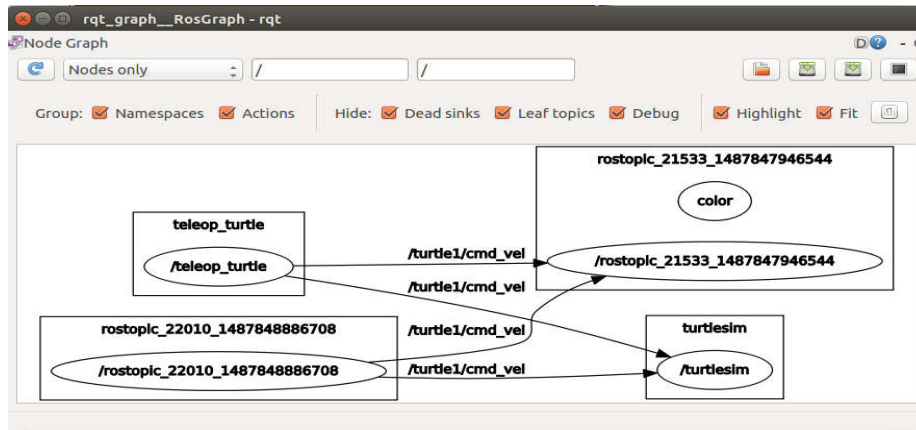 rqt_graph__RosGraph - rqt
Node Graph
D
-
Nodes only
/
/
Group: Namespaces Actions Hide: Dead sinks Leaf topics Debug Highlight Fit
rostopic_21533_1487847946544
color
teleop_turtle
/teleop_turtle
/turtle1/cmd_vel
/rostopic_21533_1487847946544
/turtle1/cmd_vel
rostopic_22010_1487848886708
/turtle1/cmd_vel
turtlesim
/rostopic_22010_1487848886708
/turtle1/cmd_vel
/turtlesim